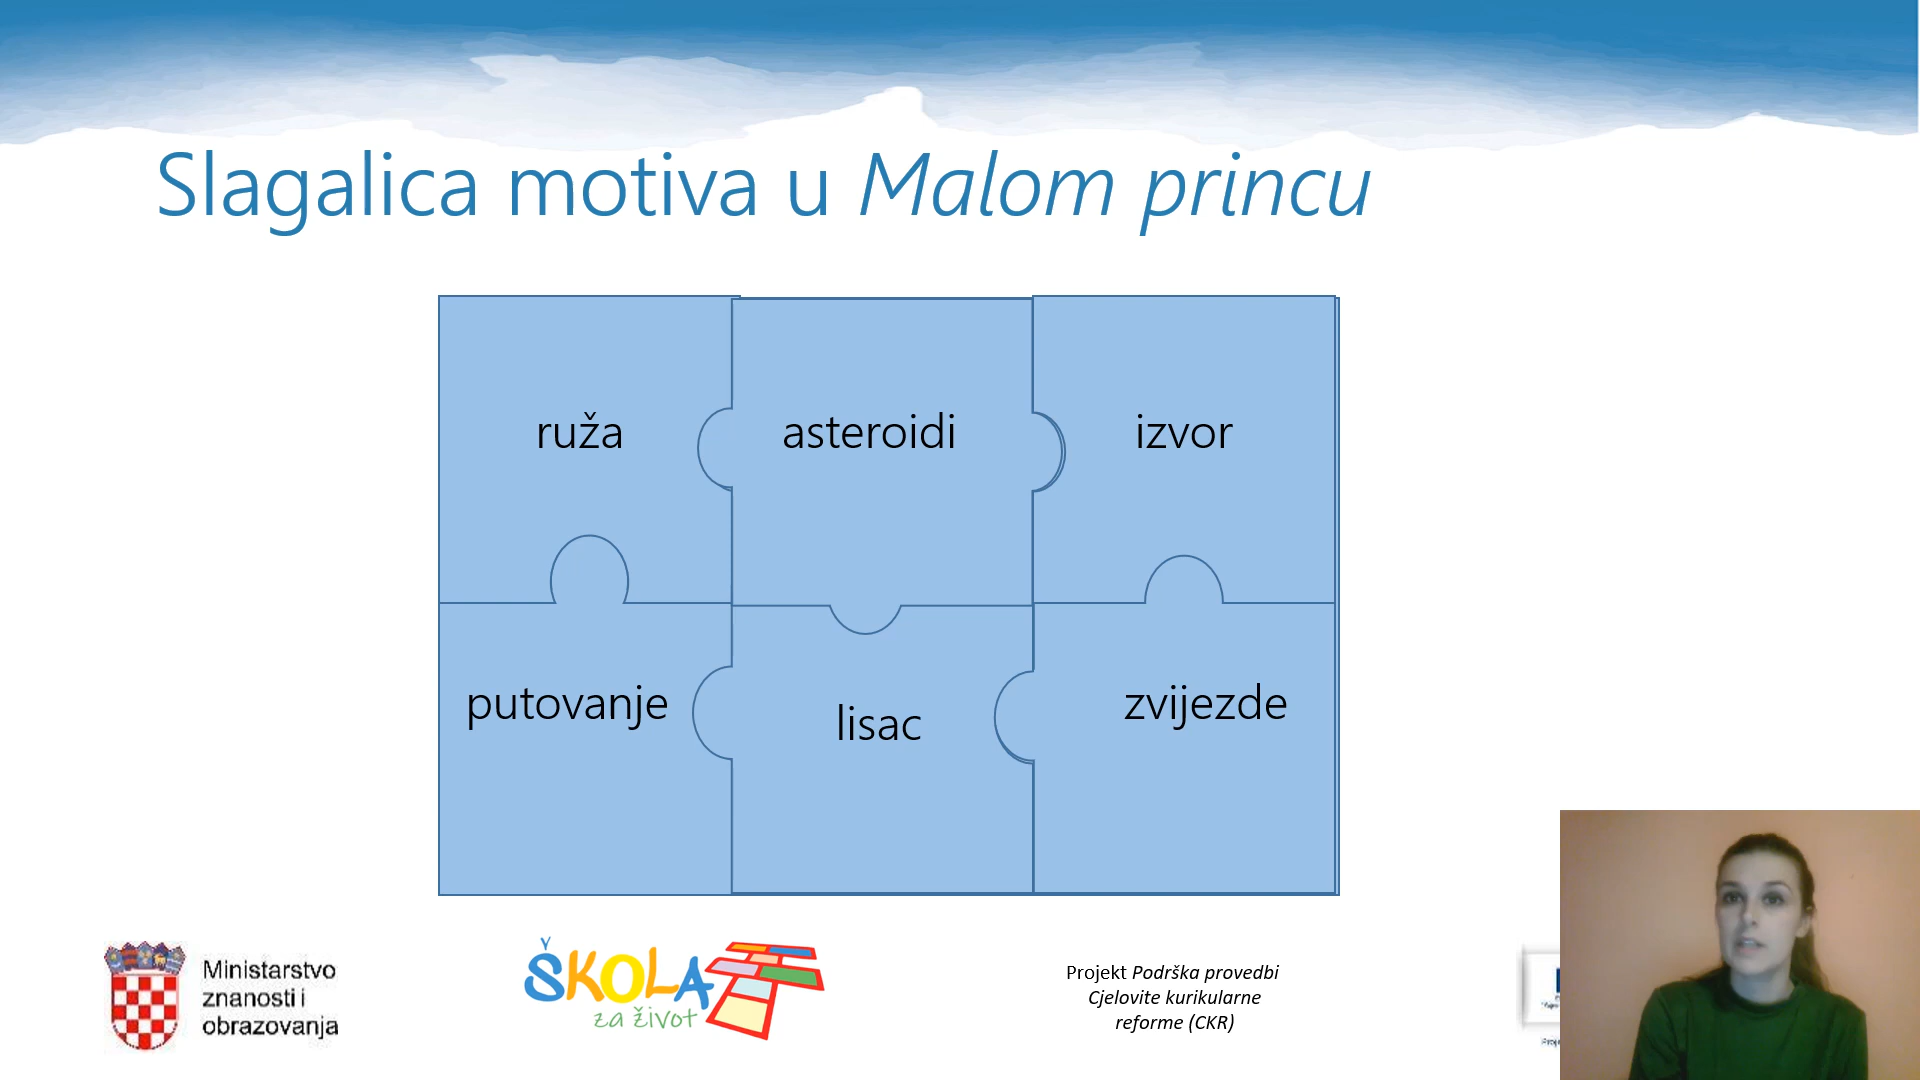 Slagalica motiva u Malom princu
ruža
asteroidi
izvor
putovanje
lisac
zvijezde
Ministarstvo
znanosti i
obrazovanja
ŠKOLA
za život
Projekt Podrška provedbi
Cjelovite kurikularne
reforme (CKR)